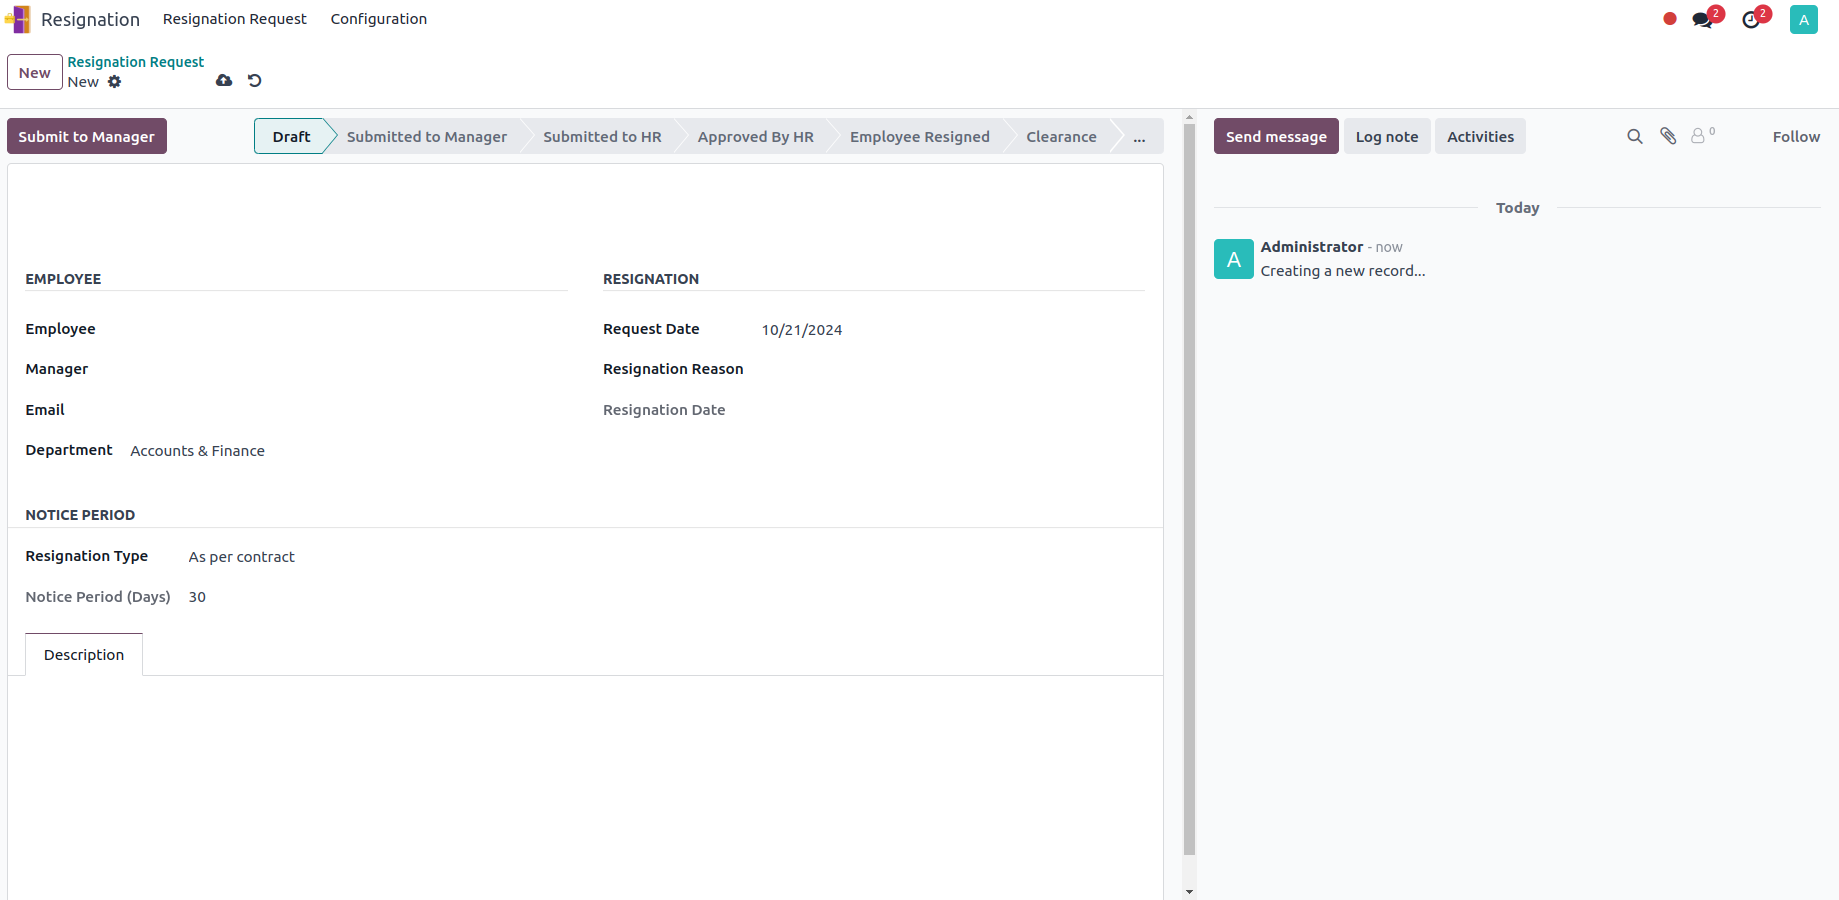 Resignation Resignation Request Configuration 2 2 A
New Resignation Request
New
Submit to Manager Draft Submitted to Manager Submitted to HR Approved By HR Employee Resigned Clearance ...
Send message Log note Activities 0 Follow
Today
A Administrator - now
Creating a new record...
EMPLOYEE
Employee
Manager
Email
Department Accounts & Finance
RESIGNATION
Request Date 10/21/2024
Resignation Reason
Resignation Date
NOTICE PERIOD
Resignation Type As per contract
Notice Period (Days) 30
Description